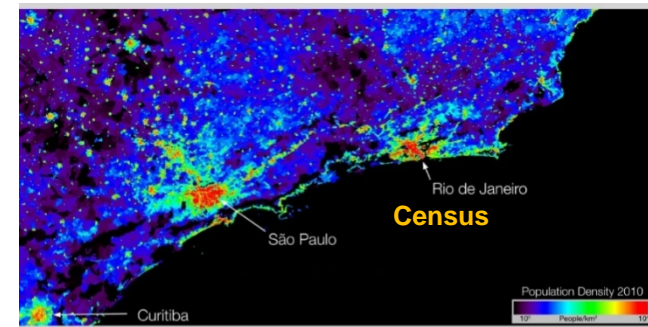 Rio de Janeiro
Census
São Paulo
Curitiba
Population Density 2010
People/km²